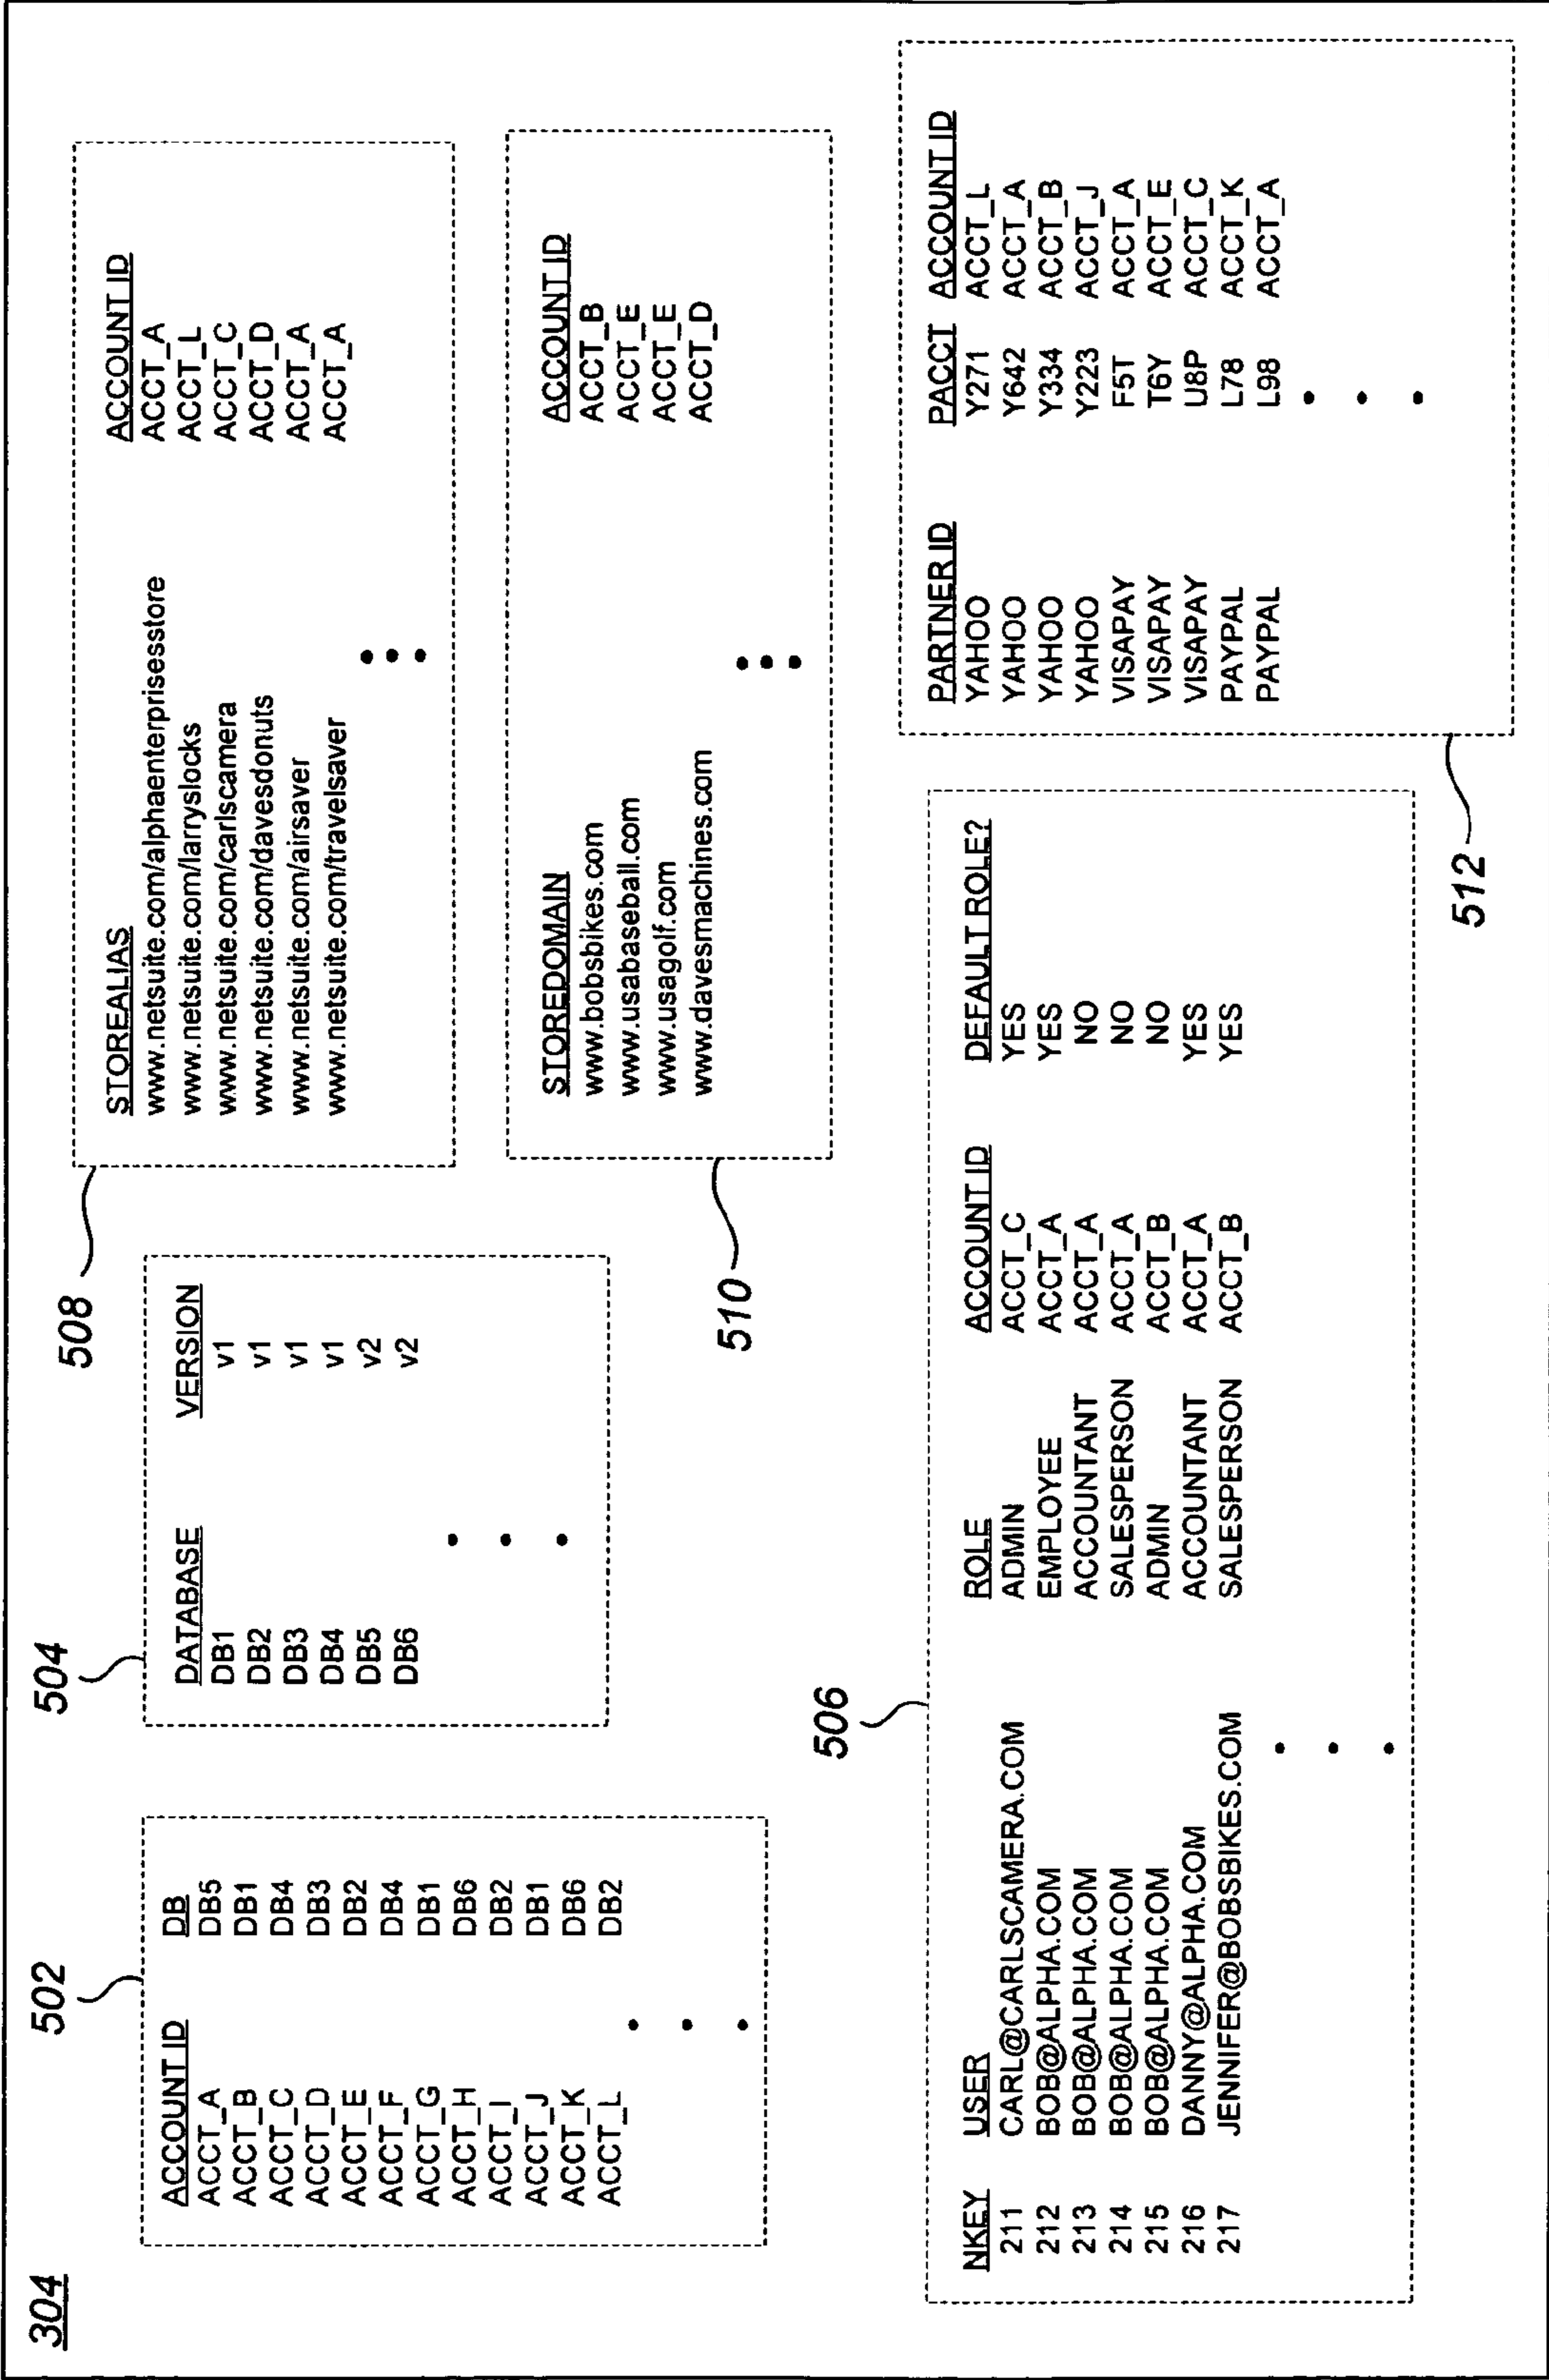 304
502
ACCOUNT ID DB
ACCT_A DB5
ACCT_B DB1
ACCT_C DB4
ACCT_D DB3
ACCT_E DB2
ACCT_F DB4
ACCT_G DB1
ACCT_H DB6
ACCT_I DB2
ACCT_J DB1
ACCT_K DB6
ACCT_L DB2
504
DATABASE VERSION
DB1 v1
DB2 v1
DB3 v1
DB4 v1
DB5 v2
DB6 v2
508
STOREALIAS ACCOUNT ID
www.netsuite.com/alphaenterprisesstore ACCT_A
www.netsuite.com/larryslocks ACCT_L
www.netsuite.com/carlscamera ACCT_C
www.netsuite.com/davesdonuts ACCT_D
www.netsuite.com/airsaver ACCT_A
www.netsuite.com/travelsaver ACCT_A
510
STOREDOMAIN ACCOUNT ID
www.bobsbikes.com ACCT_B
www.usabaseball.com ACCT_E
www.usagolf.com ACCT_E
www.davesmachines.com ACCT_D
506
NKEY USER ROLE ACCOUNT ID DEFAULT ROLE?
211 CARL@CARLSCAMERA.COM ADMIN ACCT_C YES
212 BOB@ALPHA.COM EMPLOYEE ACCT_A YES
213 BOB@ALPHA.COM ACCOUNTANT ACCT_A NO
214 BOB@ALPHA.COM SALESPERSON ACCT_A NO
215 BOB@ALPHA.COM ADMIN ACCT_B NO
216 DANNY@ALPHA.COM ACCOUNTANT ACCT_A YES
217 JENNIFER@BOBSBIKES.COM SALESPERSON ACCT_B YES
512
PARTNER ID PACCT ACCOUNT ID
YAHOO Y271 ACCT_L
YAHOO Y642 ACCT_A
YAHOO Y334 ACCT_B
YAHOO Y223 ACCT_J
VISAPAY F5T ACCT_A
VISAPAY T6Y ACCT_E
VISAPAY U8P ACCT_C
PAYPAL L78 ACCT_K
PAYPAL L98 ACCT_A